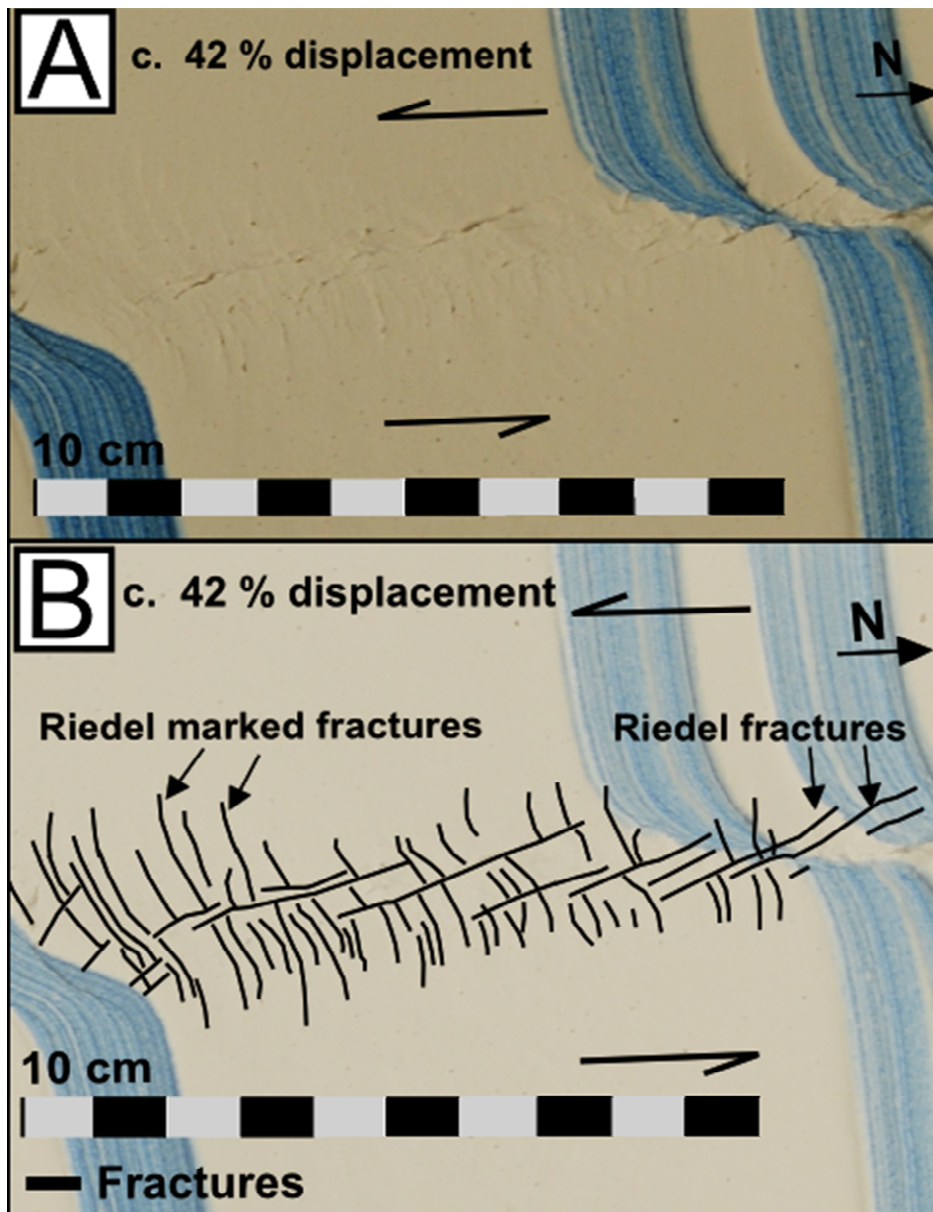 A
c. 42 % displacement
N
10 cm
B
c. 42 % displacement
N
Riedel marked fractures
Riedel fractures
10 cm
Fractures